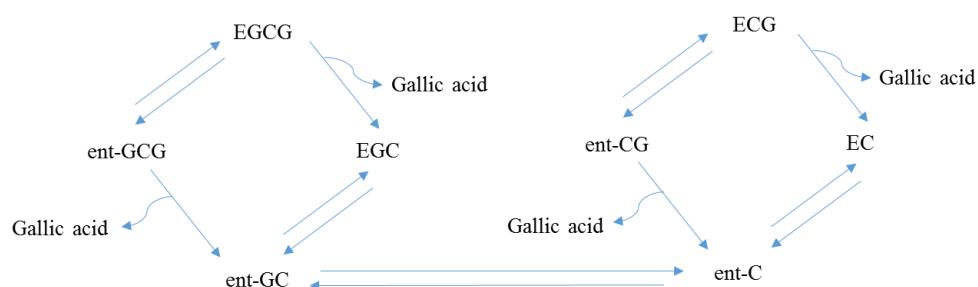 EGCG
Gallic acid
ent-GCG
EGC
Gallic acid
ent-GC
ECG
Gallic acid
ent-CG
EC
Gallic acid
ent-C